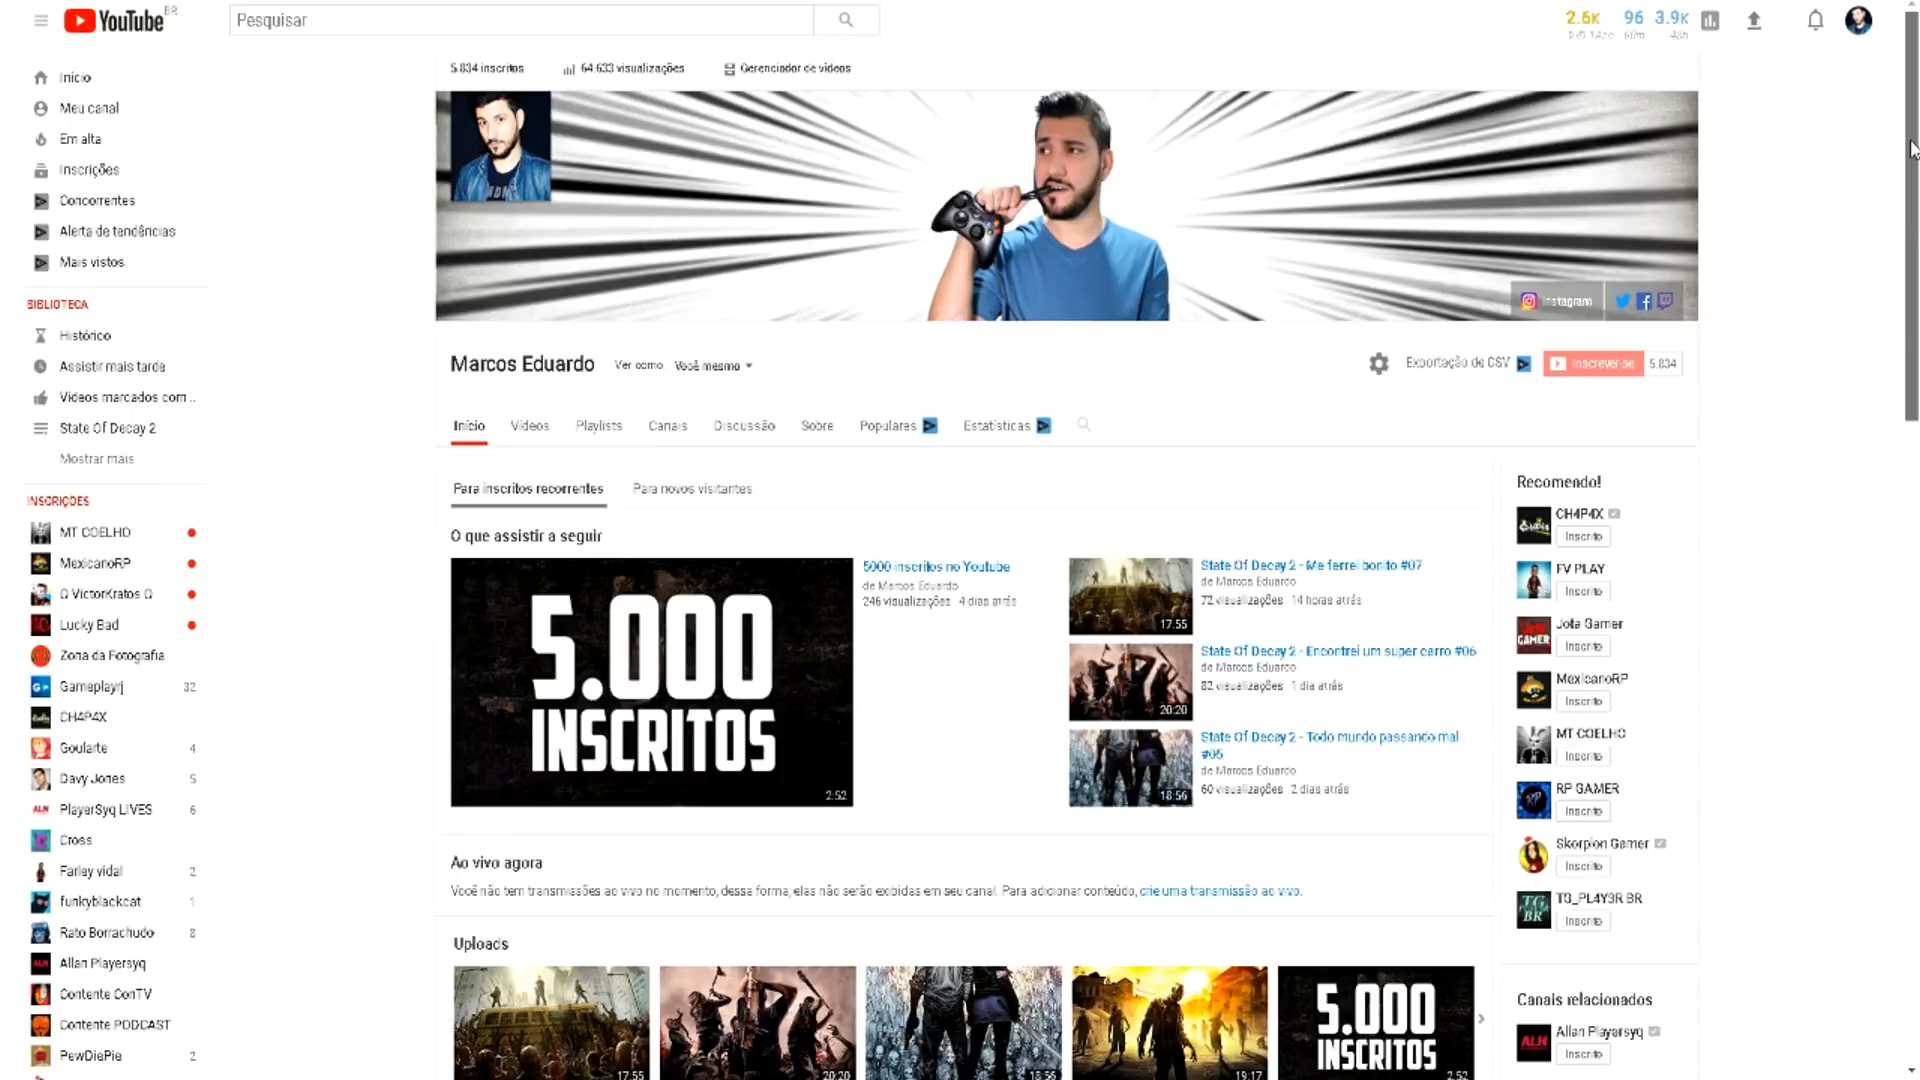 YouTube BR
Pesquisar
2.6K
96
3.9K
60m
48h
Início
Meu canal
Em alta
Inscrições
Concorrentes
Alerta de tendências
Mais vistos
BIBLIOTECA
Histórico
Assistir mais tarde
Vídeos marcados com ...
State Of Decay 2
Mostrar mais
INSCRIÇÕES
MT COELHO
MexicanoRP
VictorKratos
Lucky Bad
Zona da Fotografia
Gameplayrj 32
CH4P4X
Goularte 4
Davy Jones 5
PlayerSyq LIVES 6
Cross
Farley vidal 2
funkyblackcat 1
Rato Borrachudo 8
Allan Playersyq
Contente ConTV
Contente PODCAST
PewDiePie 2
5.834 inscritos
64.633 visualizações
Gerenciador de vídeos
Instagram
Marcos Eduardo
Ver como
Você mesmo
Exportação de CSV
Inscrever-se 5.834
Início
Vídeos
Playlists
Canais
Discussão
Sobre
Populares
Estatísticas
Para inscritos recorrentes
Para novos visitantes
O que assistir a seguir
5.000
INSCRITOS
2:52
5000 inscritos no Youtube
de Marcos Eduardo
246 visualizações 4 dias atrás
17:55
State Of Decay 2 - Me ferrei bonito #07
de Marcos Eduardo
72 visualizações 14 horas atrás
20:20
State Of Decay 2 - Encontrei um super carro #06
de Marcos Eduardo
82 visualizações 1 dia atrás
18:56
State Of Decay 2 - Todo mundo passando mal
#05
de Marcos Eduardo
60 visualizações 2 dias atrás
Ao vivo agora
Você não tem transmissões ao vivo no momento, dessa forma, elas não serão exibidas em seu canal. Para adicionar conteúdo, crie uma transmissão ao vivo.
Uploads
17:55
20:20
18:56
19:17
5.000
INSCRITOS
2:52
Recomendo!
CH4P4X
Inscrito
FV PLAY
Inscrito
Jota Gamer
Inscrito
MexicanoRP
Inscrito
MT COELHO
Inscrito
RP GAMER
Inscrito
Skorpion Gamer
Inscrito
TG_PL4Y3R BR
Inscrito
Canais relacionados
Allan Playersyq
Inscrito